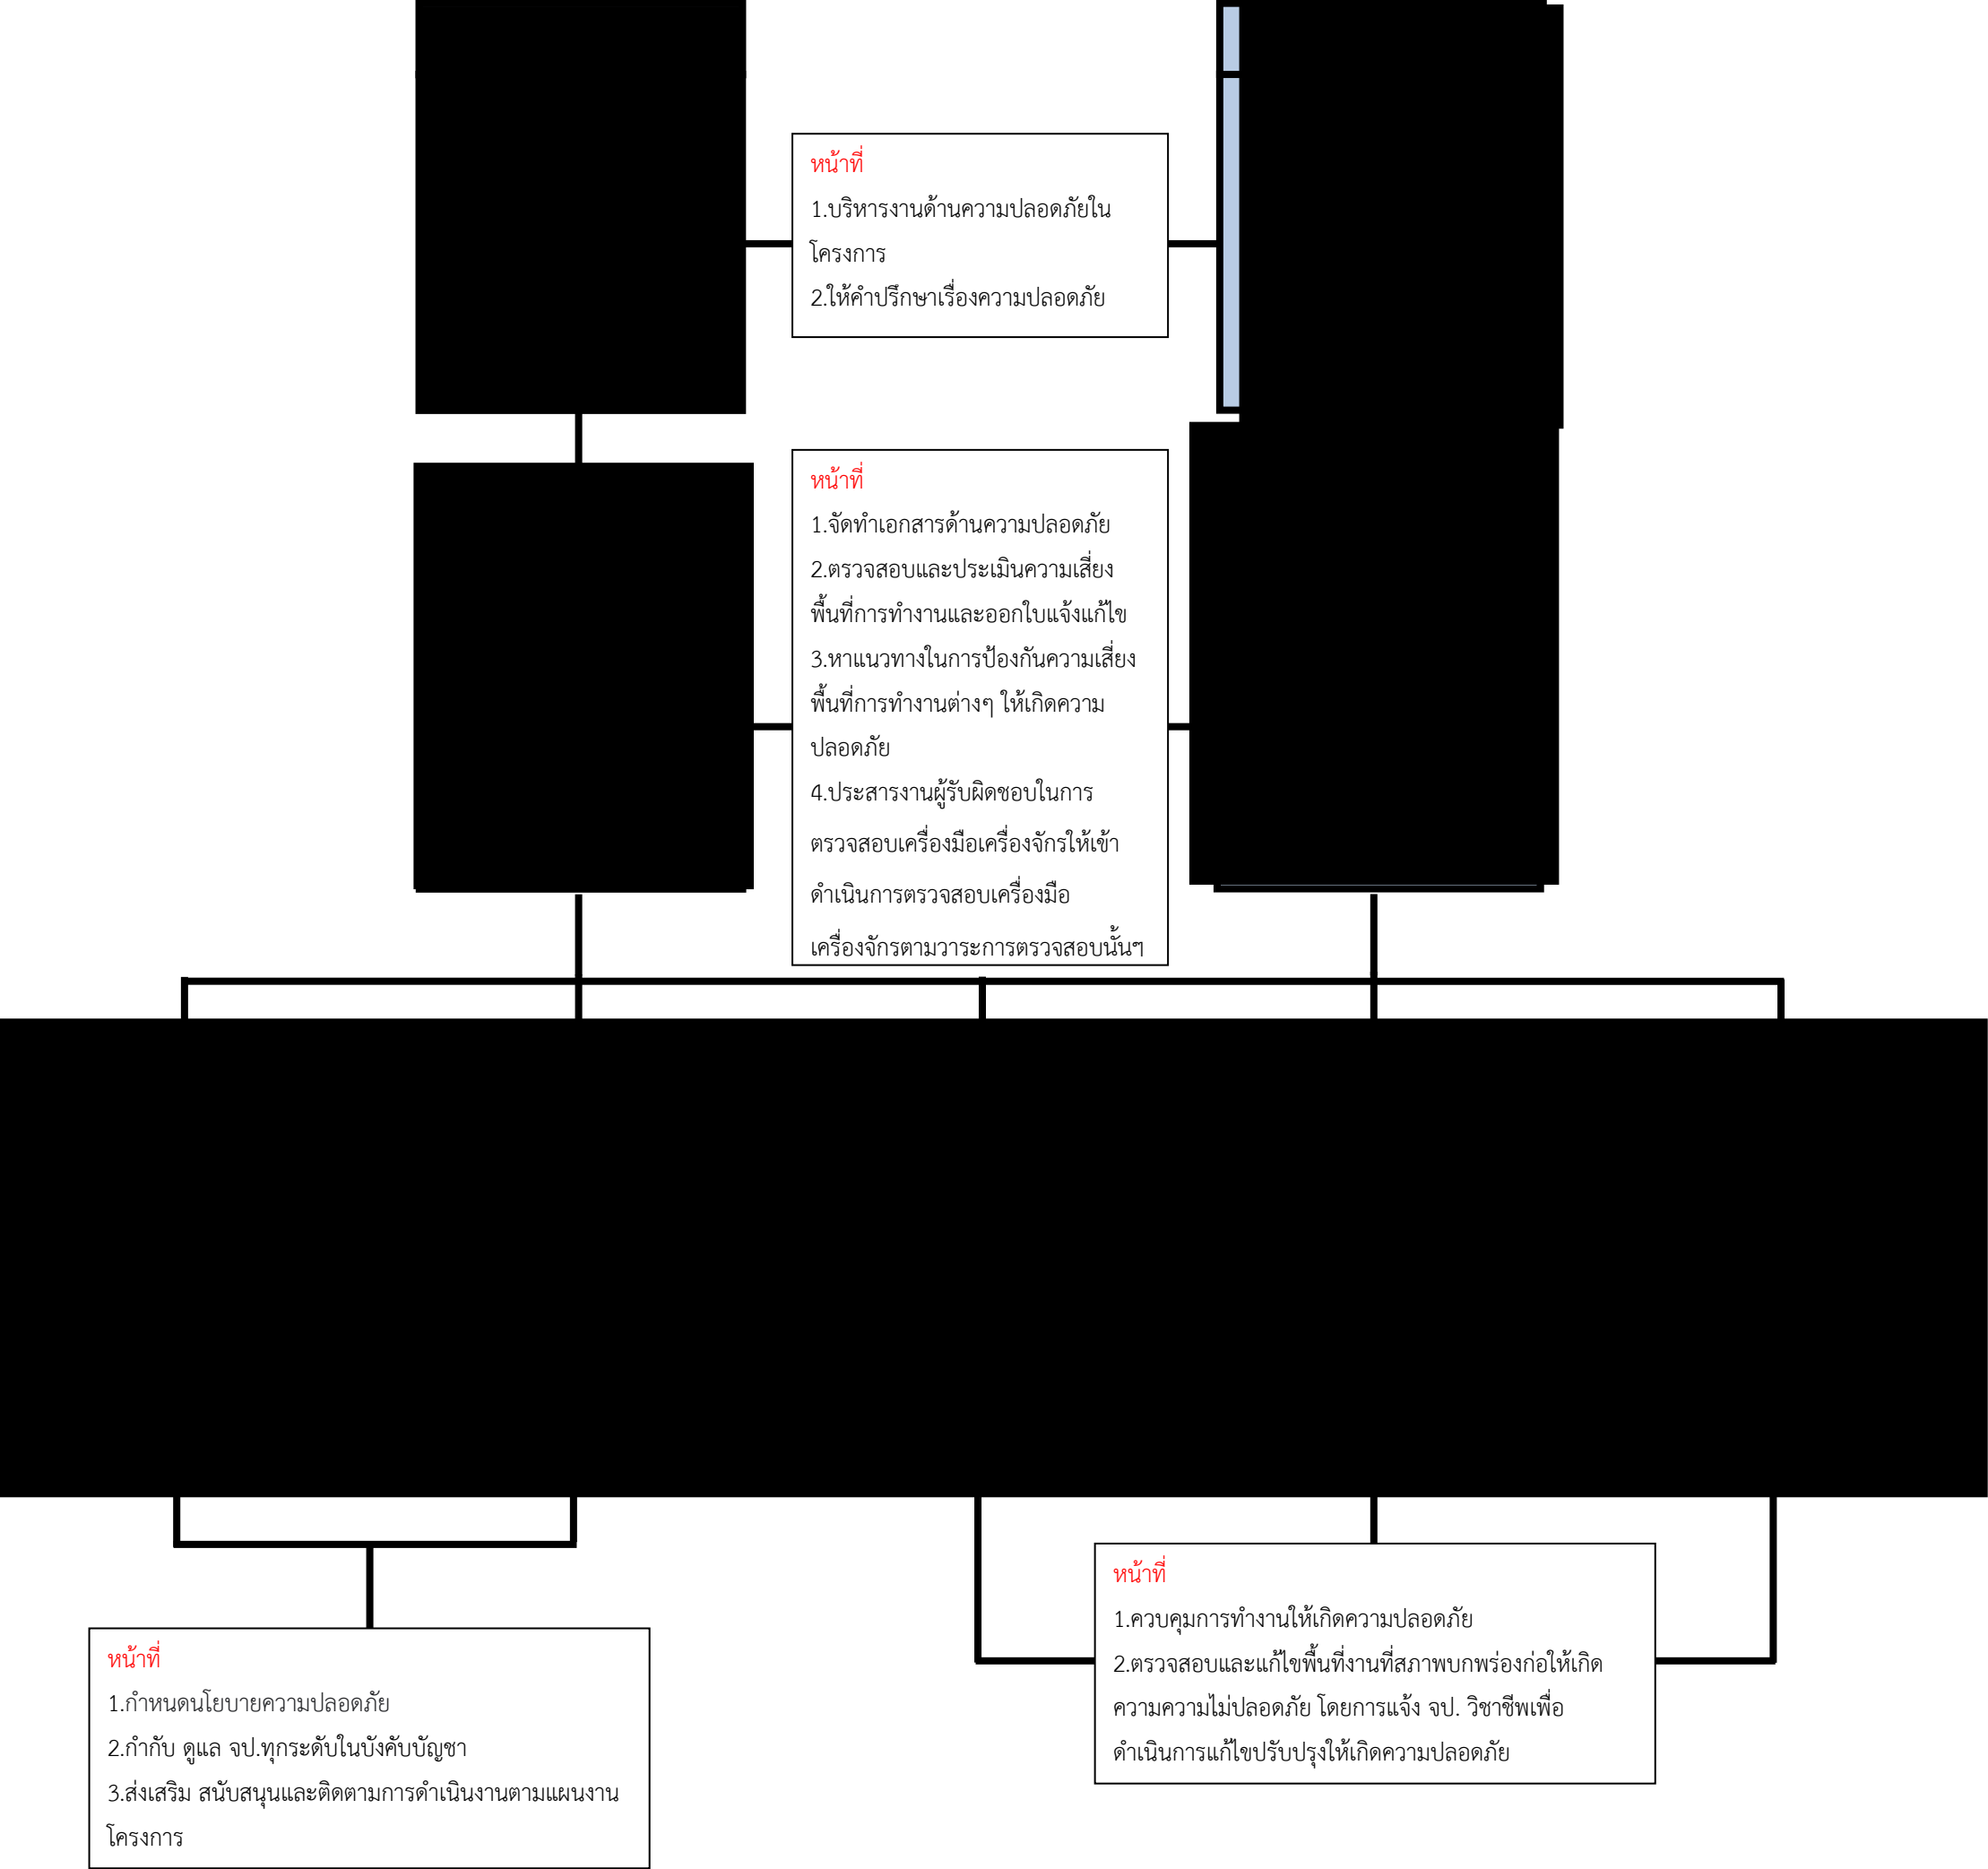 หน้าที่
1.บริหารงานด้านความปลอดภัยใน
โครงการ
2.ให้คำปรึกษาเรื่องความปลอดภัย
หน้าที่
1.จัดทำเอกสารด้านความปลอดภัย
2.ตรวจสอบและประเมินความเสี่ยง
พื้นที่การทำงานและออกใบแจ้งแก้ไข
3.หาแนวทางในการป้องกันความเสี่ยง
พื้นที่การทำงานต่างๆ ให้เกิดความ
ปลอดภัย
4.ประสารงานผู้รับผิดชอบในการ
ตรวจสอบเครื่องมือเครื่องจักรให้เข้า
ดำเนินการตรวจสอบเครื่องมือ
เครื่องจักรตามวาระการตรวจสอบนั้นๆ
หน้าที่
1.กำหนดนโยบายความปลอดภัย
2.กำกับ ดูแล จป.ทุกระดับในบังคับบัญชา
3.ส่งเสริม สนับสนุนและติดตามการดำเนินงานตามแผนงาน
โครงการ
หน้าที่
1.ควบคุมการทำงานให้เกิดความปลอดภัย
2.ตรวจสอบและแก้ไขพื้นที่งานที่สภาพบกพร่องก่อให้เกิด
ความความไม่ปลอดภัย โดยการแจ้ง จป. วิชาชีพเพื่อ
ดำเนินการแก้ไขปรับปรุงให้เกิดความปลอดภัย